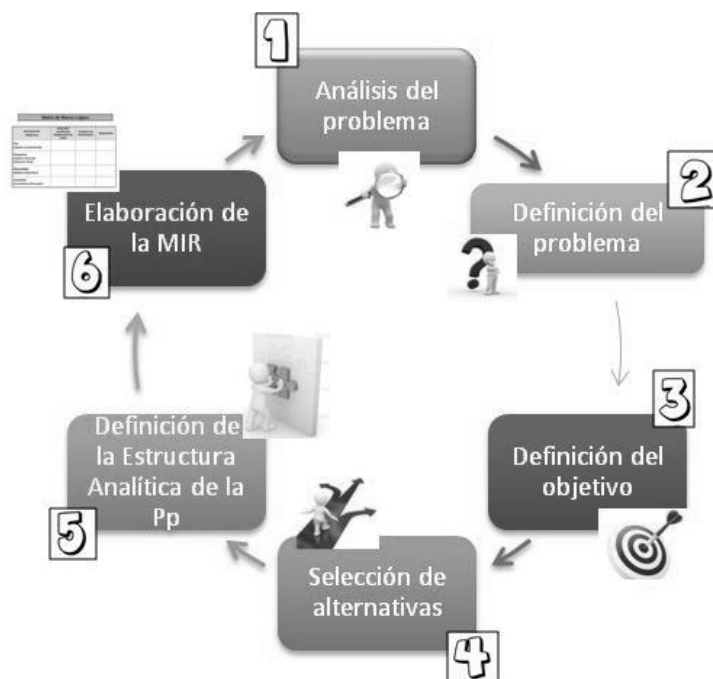 1
Análisis del
problema
2
Definición del
problema
3
Definición del
objetivo
4
Selección de
alternativas
5
Definición de
la Estructura
Analítica de la
Pp
6
Elaboración de
la MIR